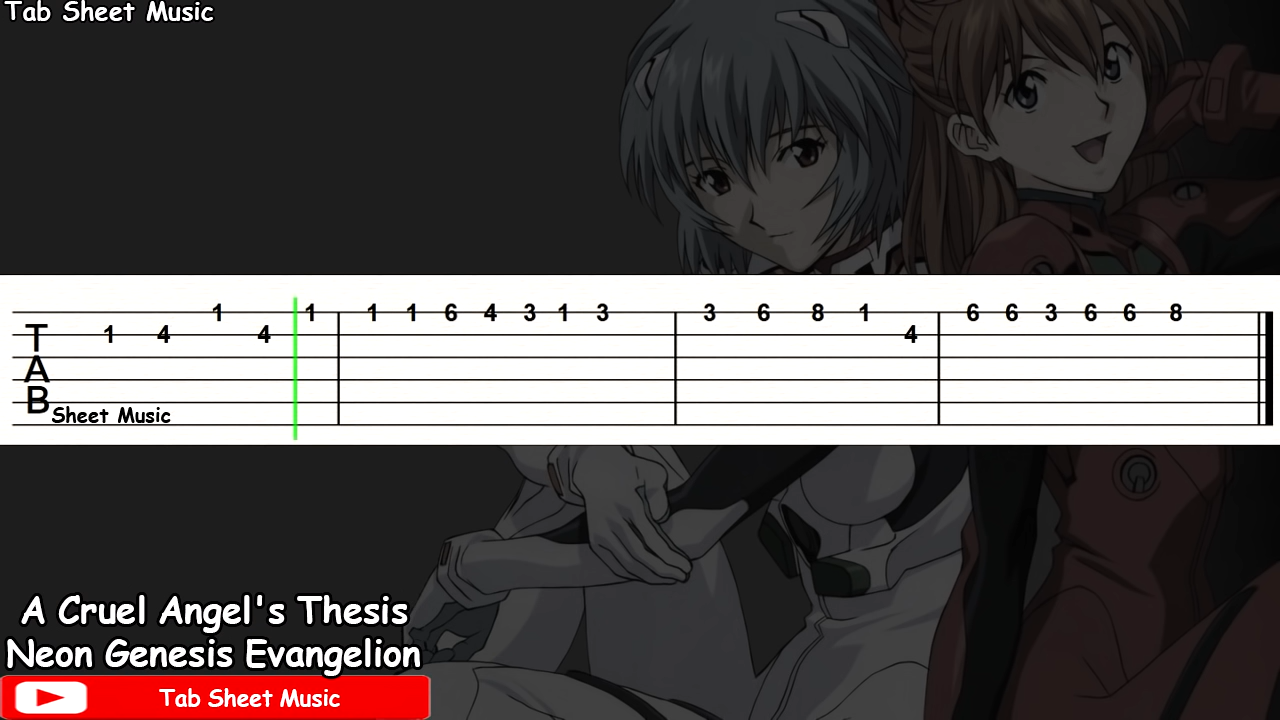 Tab Sheet Music
1 4 1 4 1 1 1 6 4 3 1 3 3 6 8 1 4 6 6 3 6 6 8
TAB
Sheet Music
A Cruel Angel's Thesis
Neon Genesis Evangelion
Tab Sheet Music